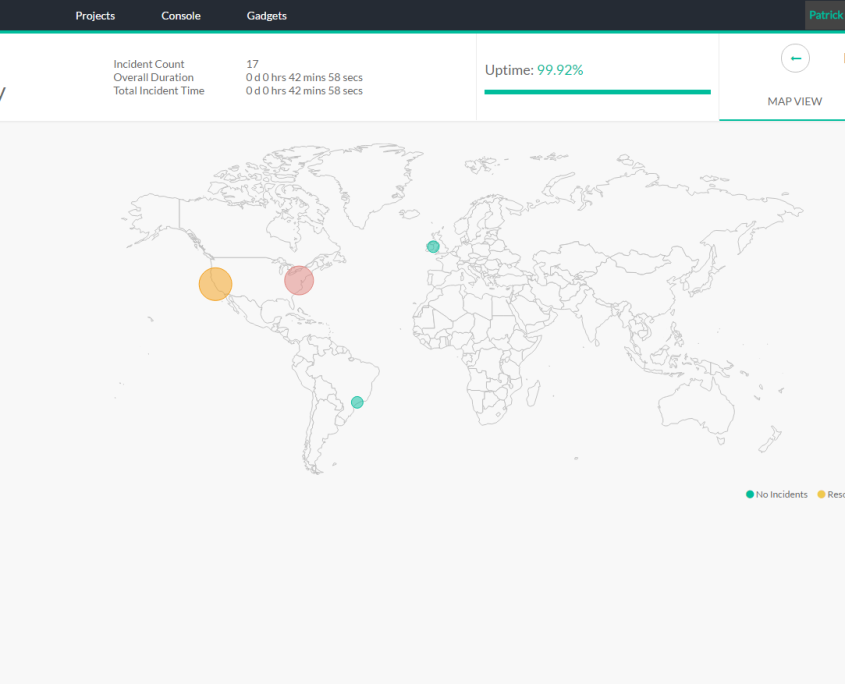 Projects Console Gadgets Patrick
Incident Count 17
Overall Duration 0 d 0 hrs 42 mins 58 secs
Total Incident Time 0 d 0 hrs 42 mins 58 secs
Uptime: 99.92%
MAP VIEW
No Incidents